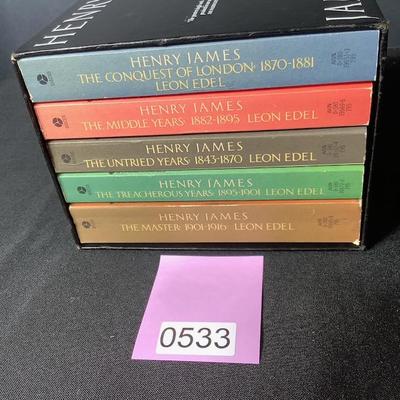 HENRY
JA
HENRY JAMES
THE CONQUEST OF LONDON: 1870-1881
LEON EDEL
HENRY JAMES
THE MIDDLE YEARS: 1882-1895 LEON EDEL
HENRY JAMES
THE UNTRIED YEARS: 1843-1870 LEON EDEL
HENRY JAMES
THE TREACHEROUS YEARS: 1895-1901 LEON EDEL
HENRY JAMES
THE MASTER: 1901-1916 LEON EDEL
0533